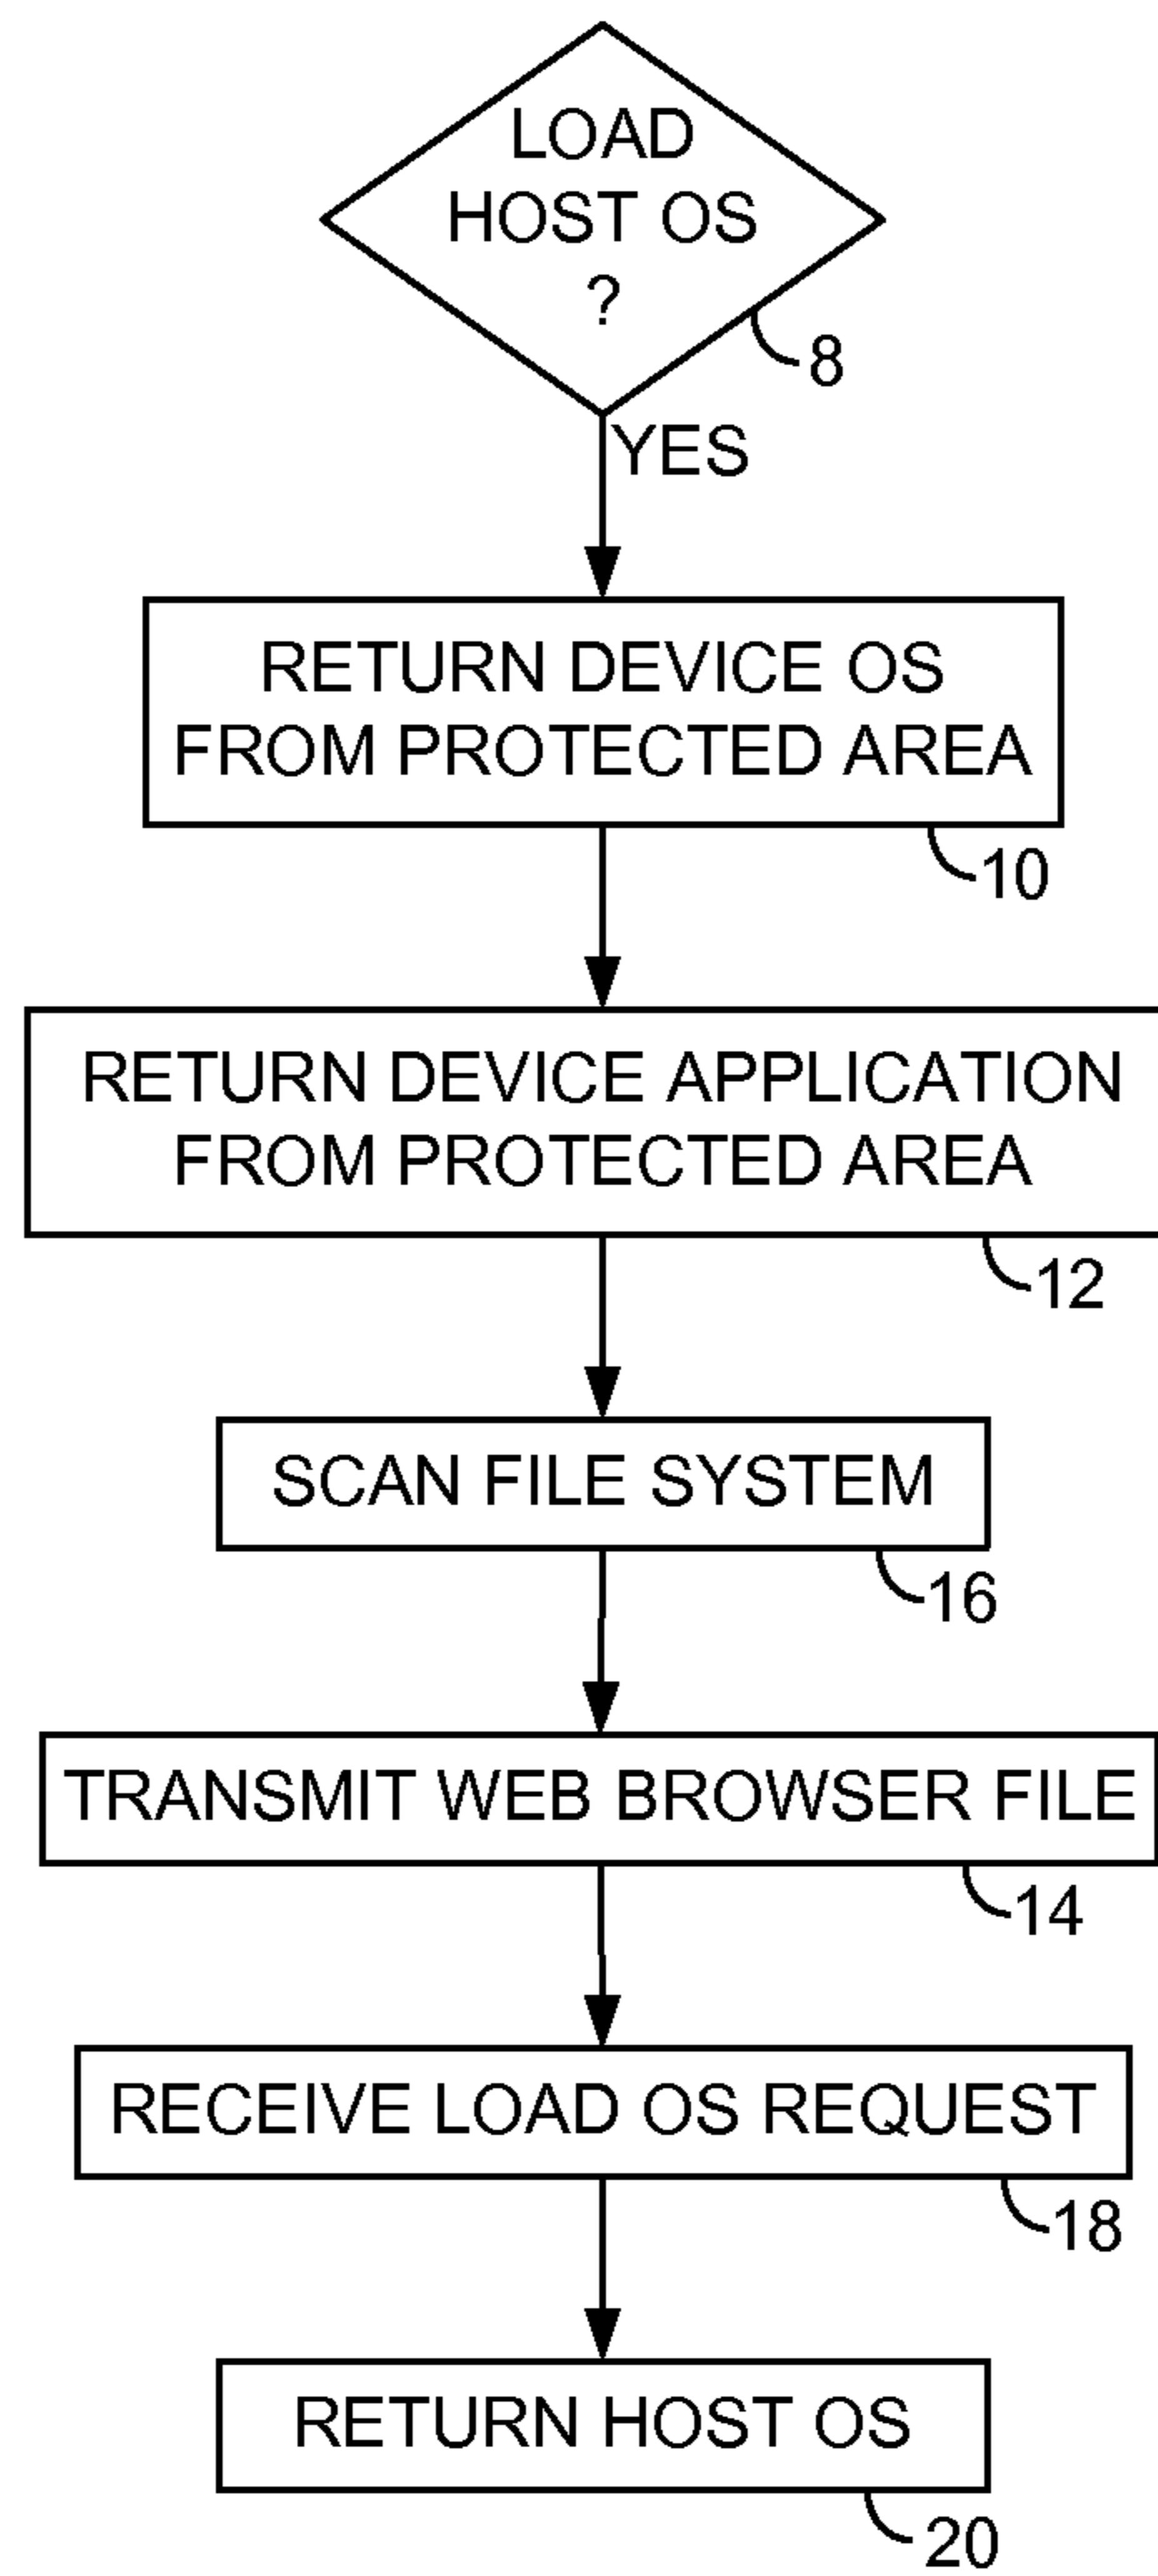 LOAD
HOST OS
?
8
YES
RETURN DEVICE OS
FROM PROTECTED AREA
10
RETURN DEVICE APPLICATION
FROM PROTECTED AREA
12
SCAN FILE SYSTEM
16
TRANSMIT WEB BROWSER FILE
14
RECEIVE LOAD OS REQUEST
18
RETURN HOST OS
20